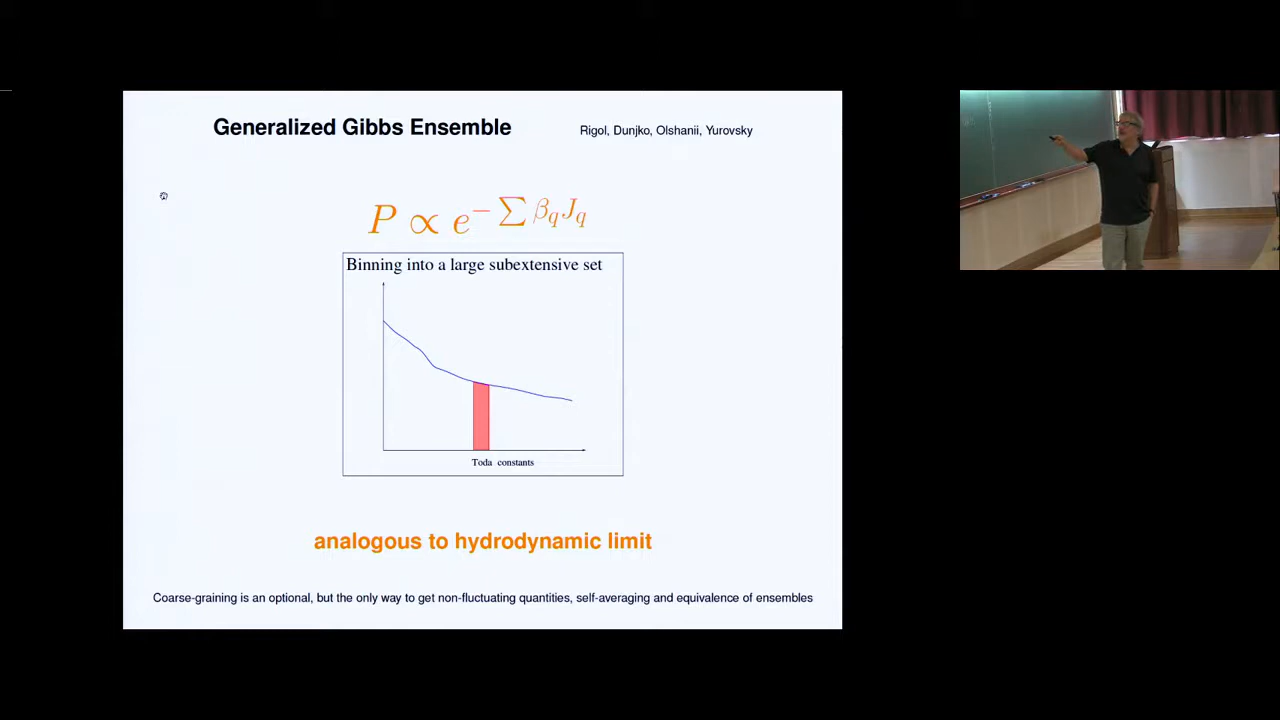 Generalized Gibbs Ensemble
Rigol, Dunjko, Olshanii, Yurovsky
P ∝ e^{− ∑ β_q J_q}
Binning into a large subextensive set
Toda constants
analogous to hydrodynamic limit
Coarse-graining is an optional, but the only way to get non-fluctuating quantities, self-averaging and equivalence of ensembles